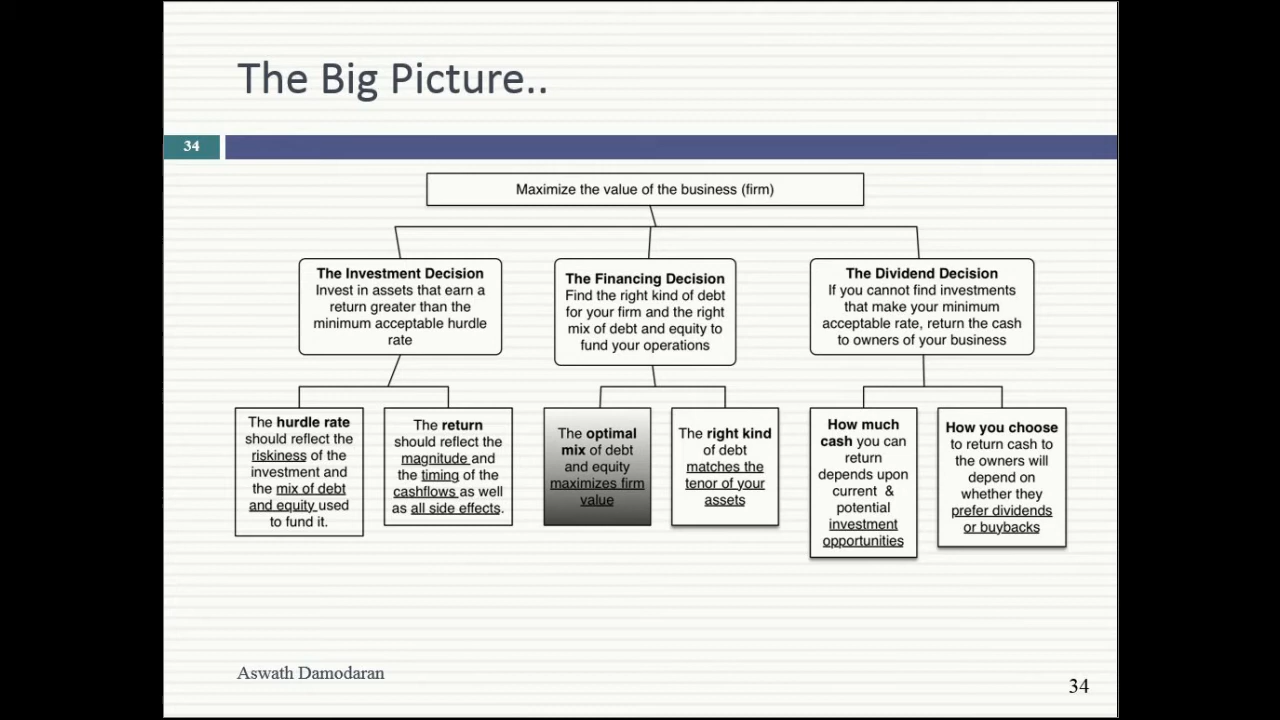 The Big Picture..
34
Maximize the value of the business (firm)
The Investment Decision
Invest in assets that earn a
return greater than the
minimum acceptable hurdle
rate
The Financing Decision
Find the right kind of debt
for your firm and the right
mix of debt and equity to
fund your operations
The Dividend Decision
If you cannot find investments
that make your minimum
acceptable rate, return the cash
to owners of your business
The hurdle rate
should reflect the
riskiness of the
investment and
the mix of debt
and equity used
to fund it.
The return
should reflect the
magnitude and
the timing of the
cashflows as well
as all side effects.
The optimal
mix of debt
and equity
maximizes firm
value
The right kind
of debt
matches the
tenor of your
assets
How much
cash you can
return
depends upon
current &
potential
investment
opportunities
How you choose
to return cash to
the owners will
depend on
whether they
prefer dividends
or buybacks
Aswath Damodaran
34